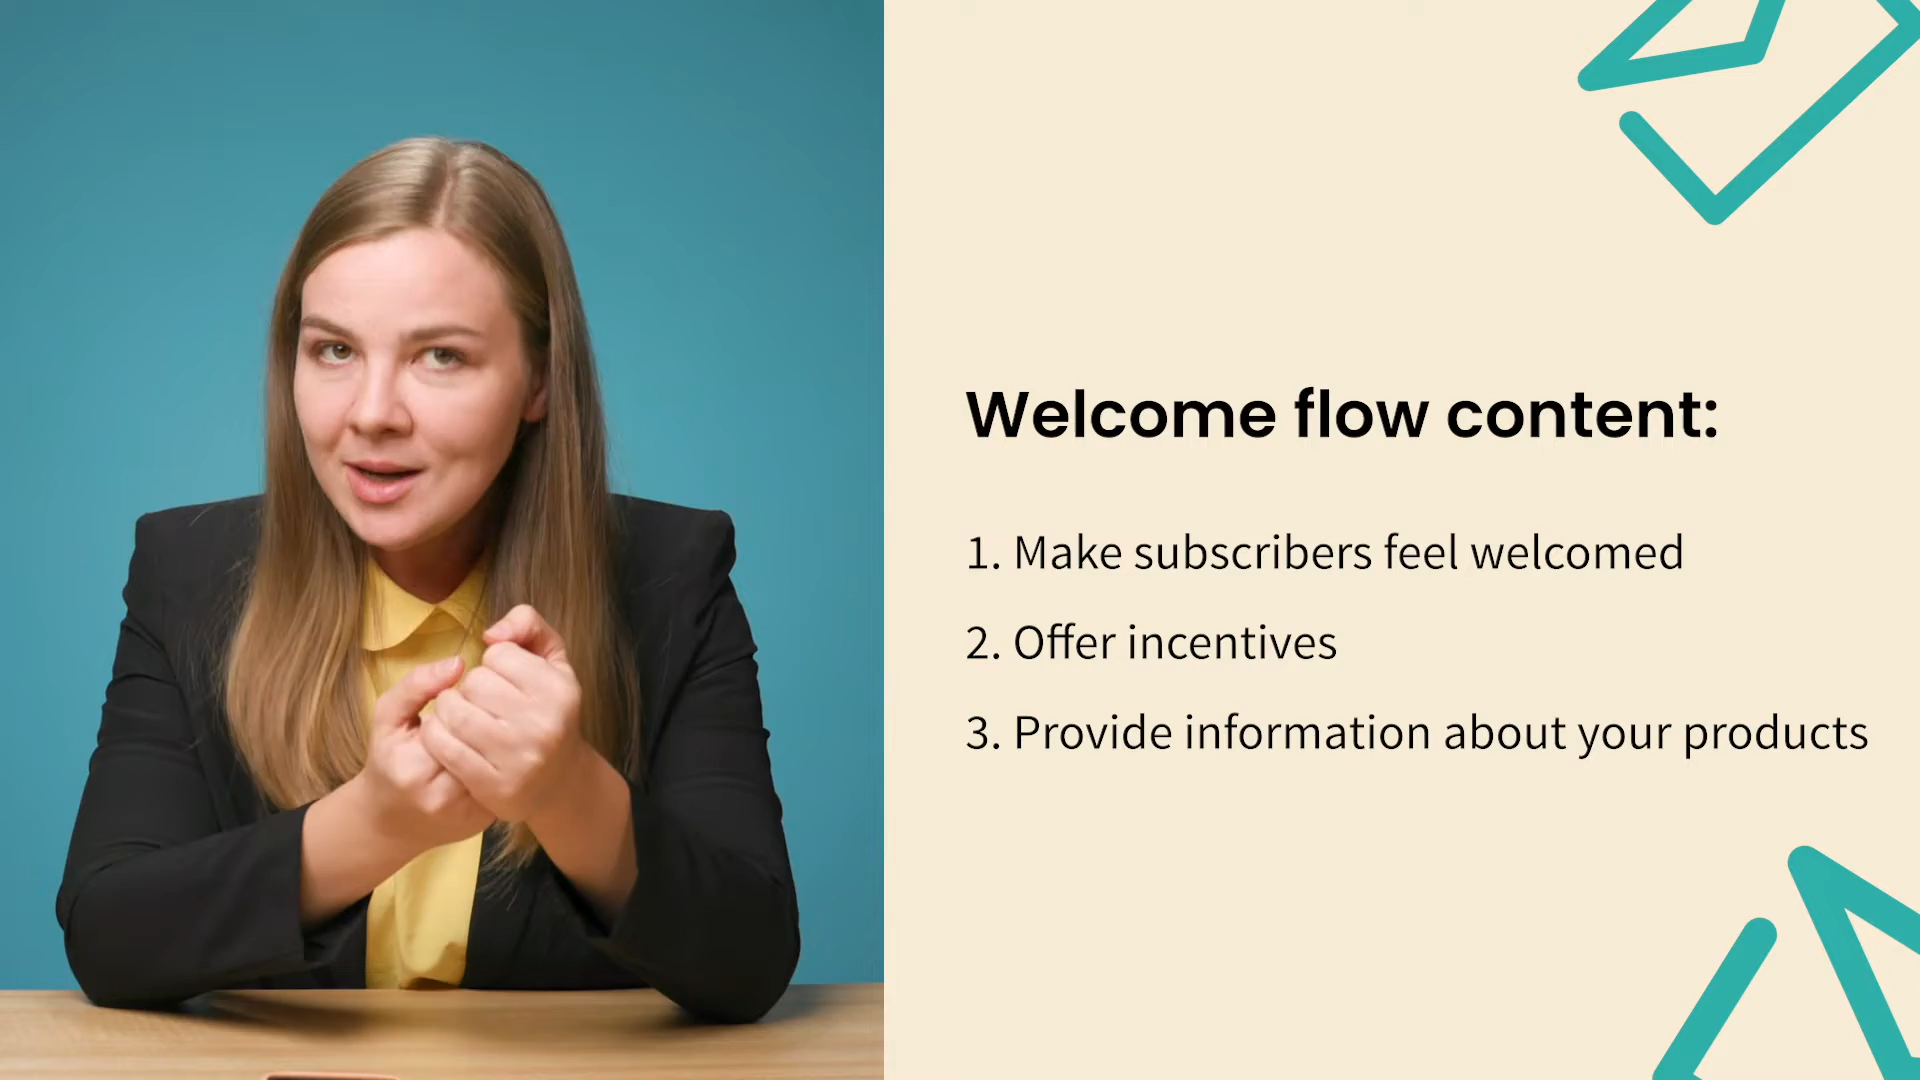 Welcome flow content:
1. Make subscribers feel welcomed
2. Offer incentives
3. Provide information about your products